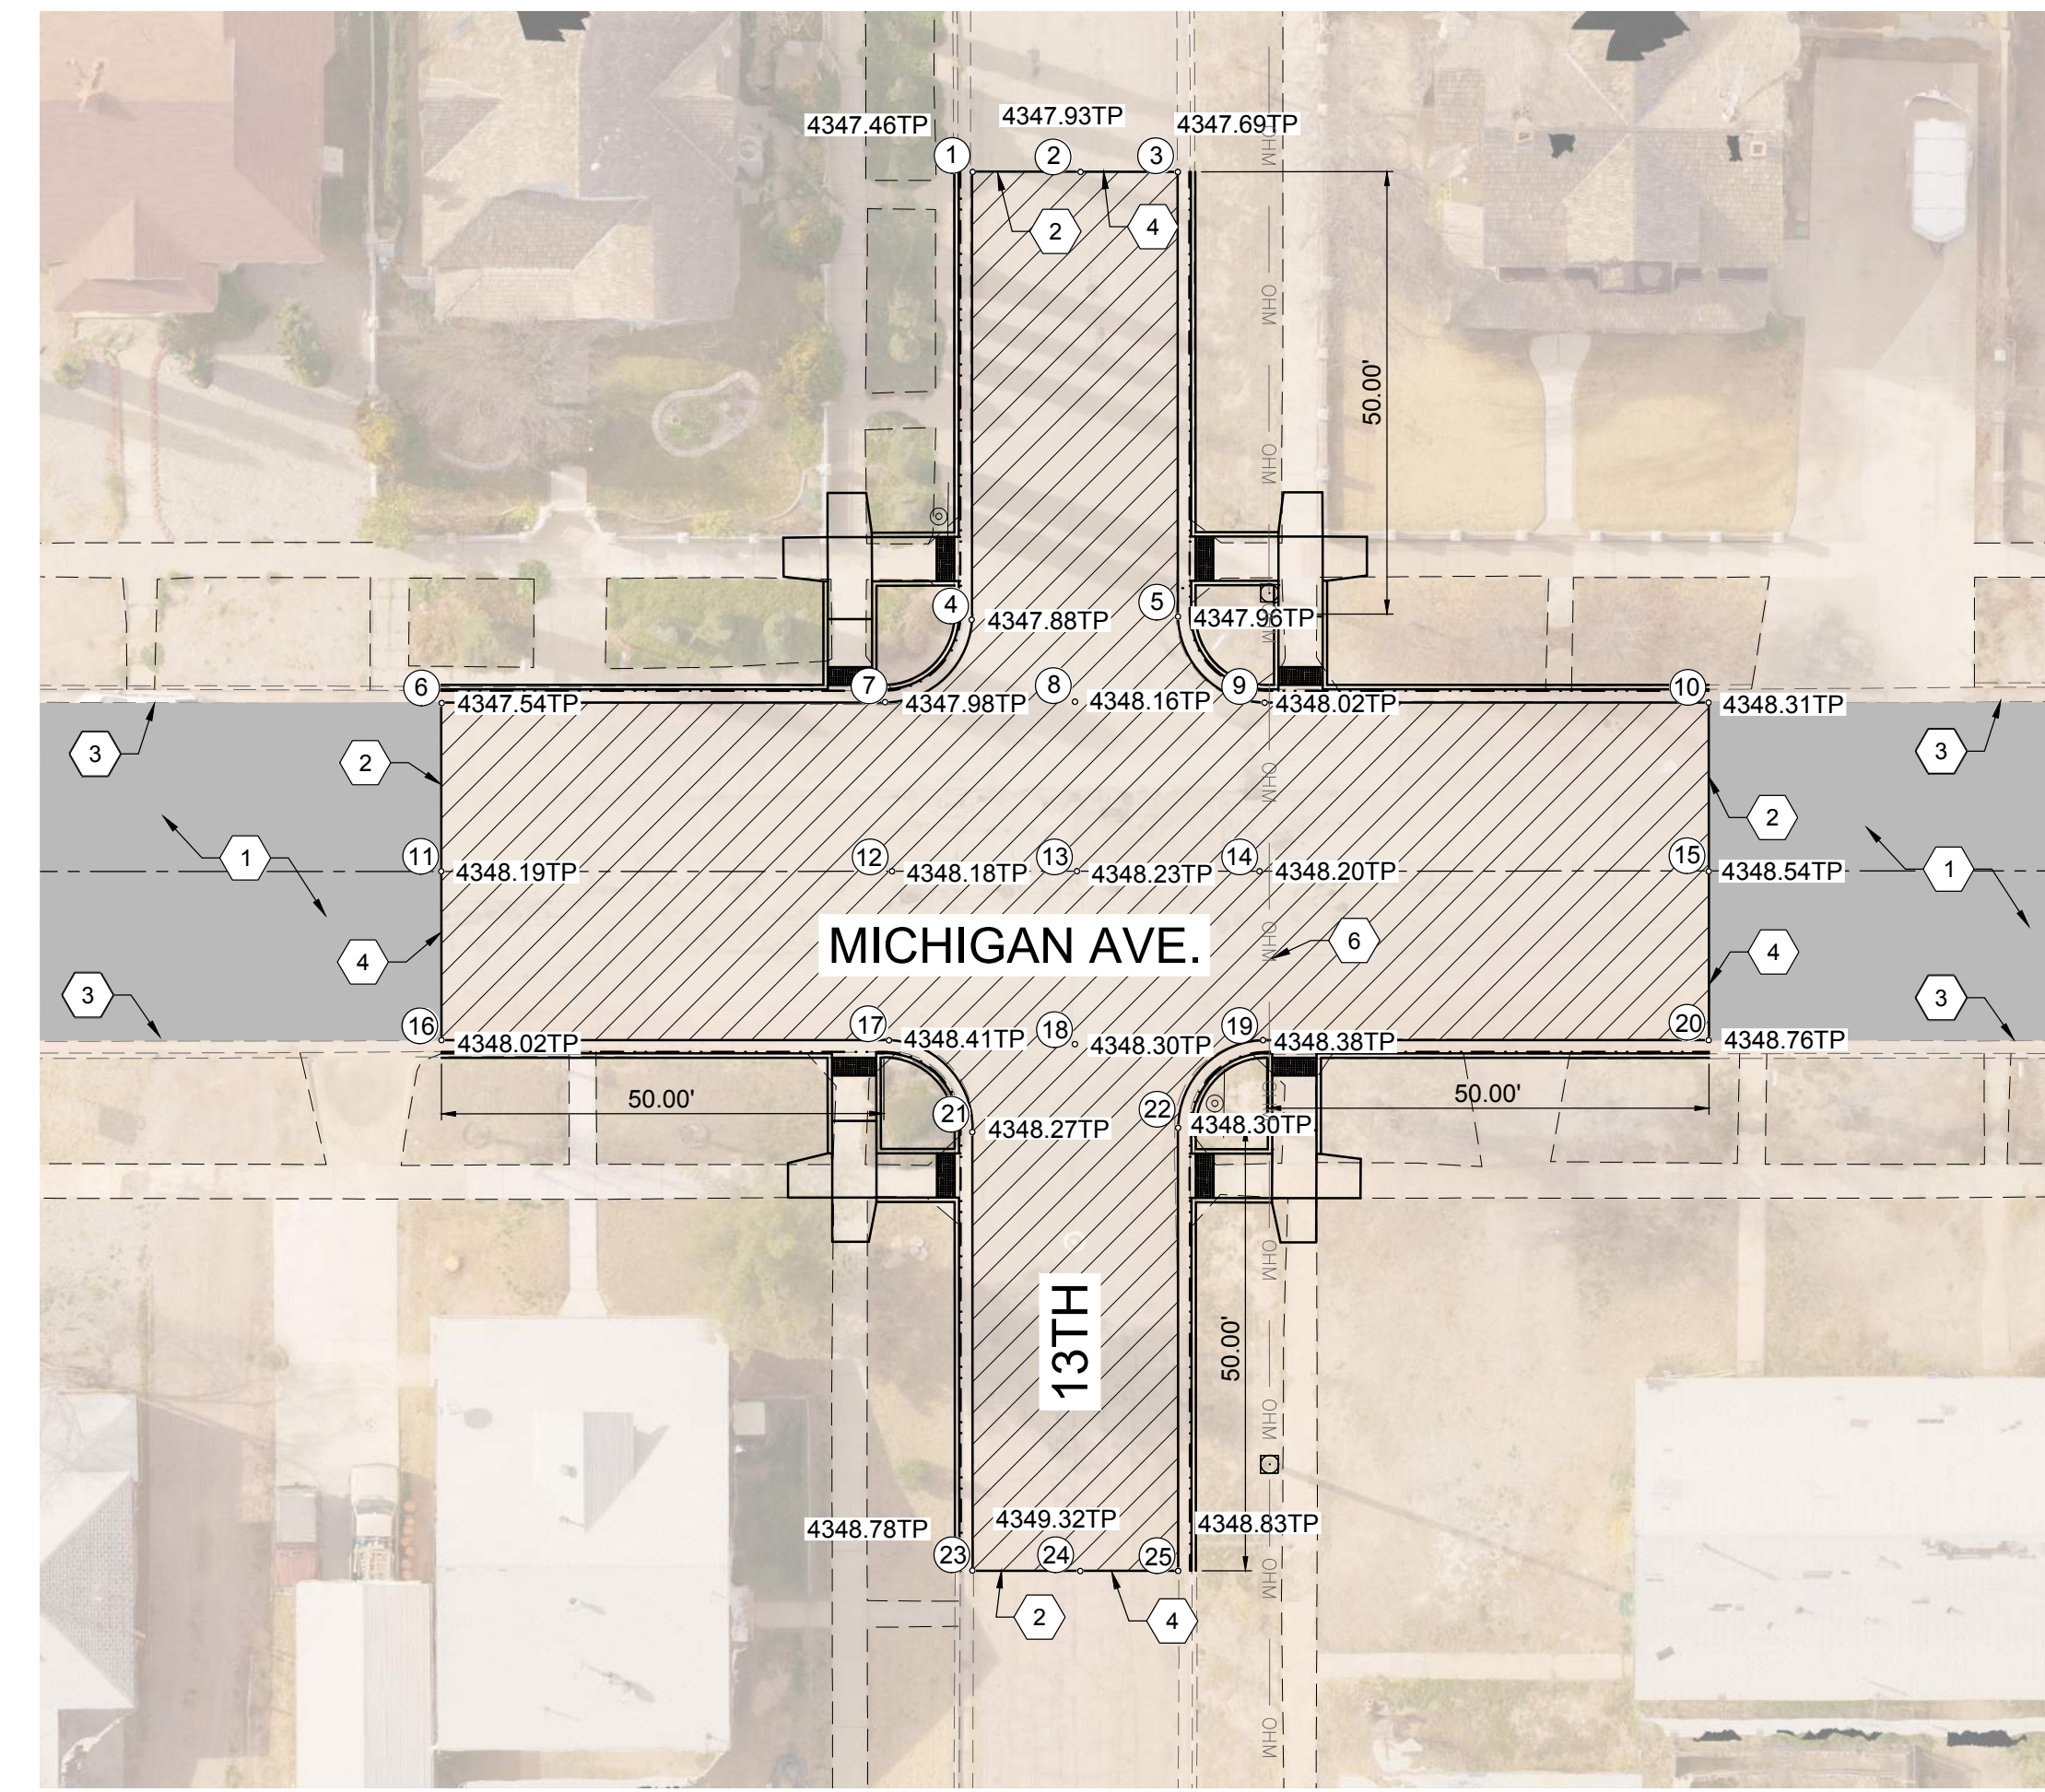 4347.46TP
4347.93TP
4347.69TP
1
2
3
OHM
2
4
OHM
50.00'
OHM
4
5
4347.88TP
4347.96TP
OHM
6
7
8
9
10
4347.54TP
4347.98TP
4348.16TP
4348.02TP
4348.31TP
3
2
3
OHM
2
11
12
13
14
15
1
4348.19TP
4348.18TP
4348.23TP
4348.20TP
4348.54TP
1
MICHIGAN AVE.
OHM
6
4
4
3
3
16
17
18
19
20
4348.02TP
4348.41TP
4348.30TP
4348.38TP
4348.76TP
50.00'
OHM
50.00'
21
22
4348.27TP
4348.30TP
OHM
13TH
50.00'
OHM
4348.78TP
4349.32TP
4348.83TP
23
24
25
OHM
2
4
OHM